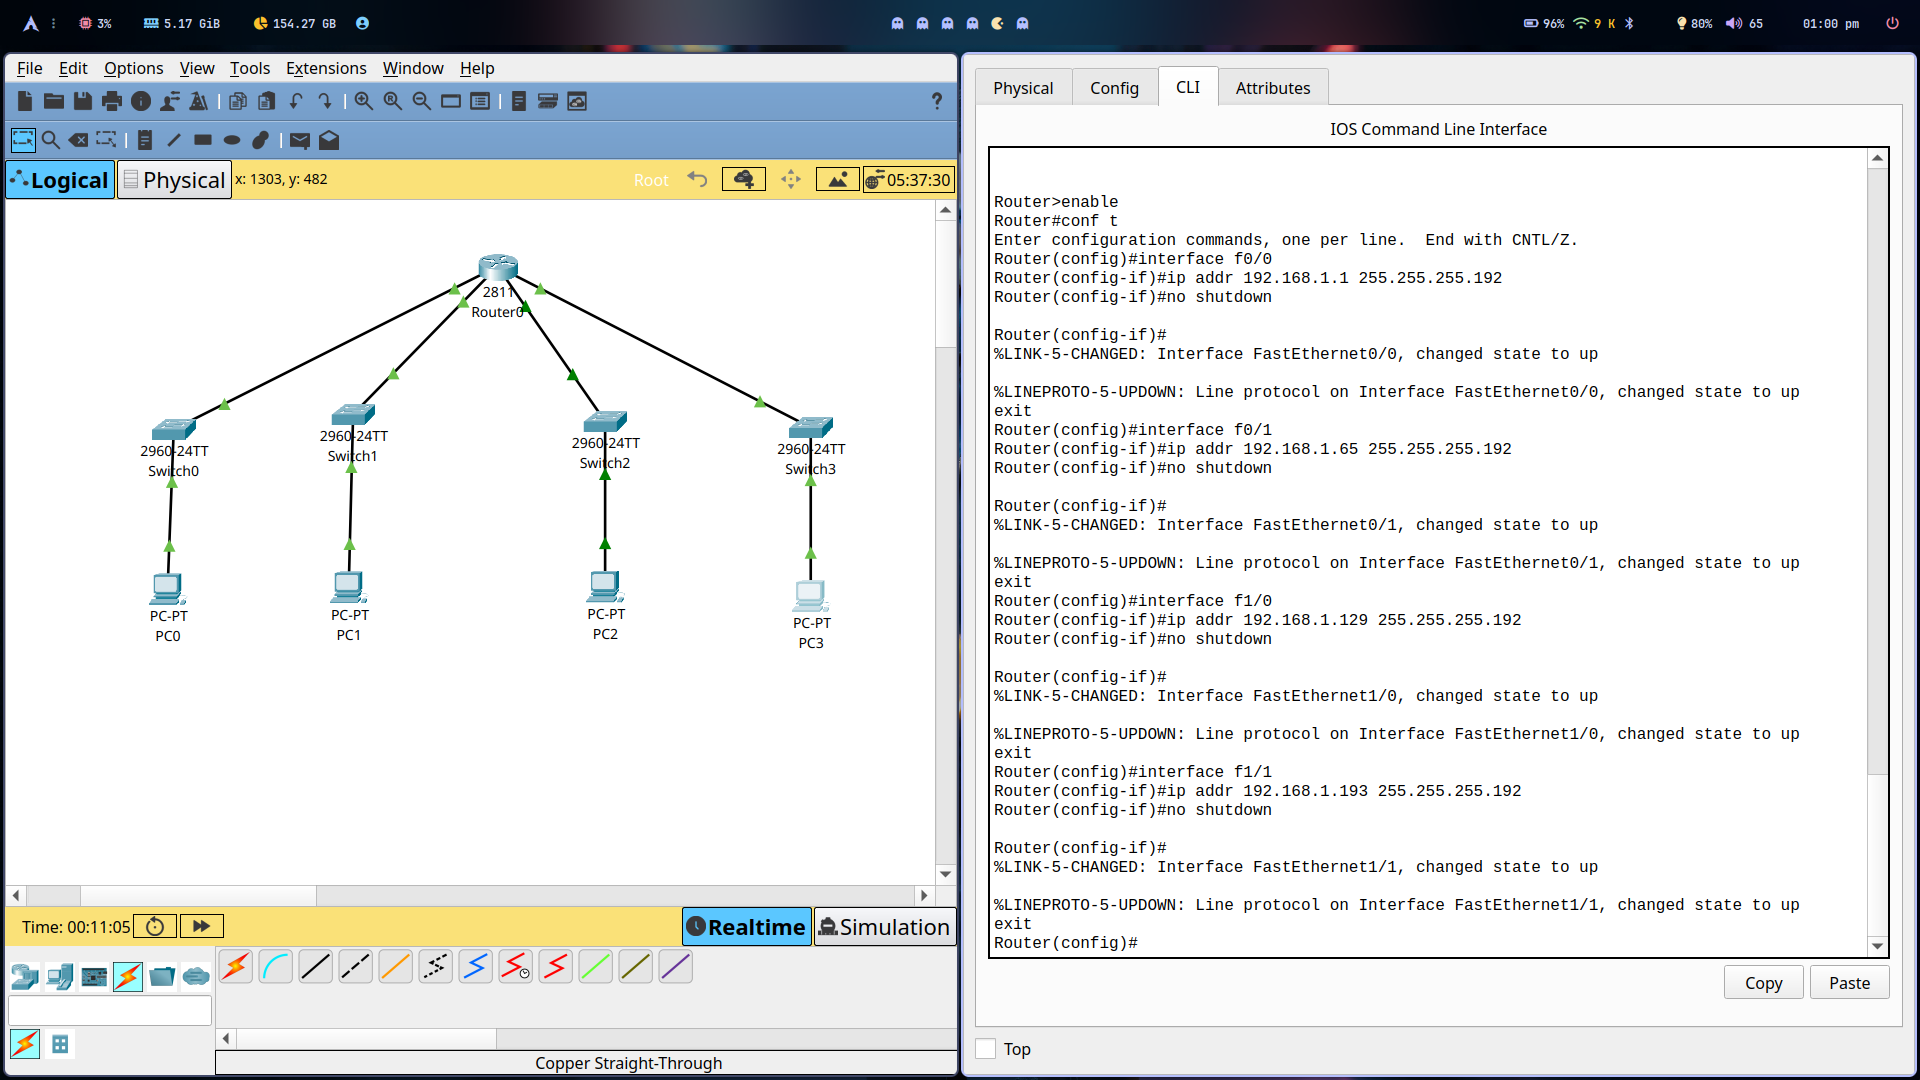 3% 5.17 GiB 154.27 GB 96% 9 K 80% 65 01:00 pm
File Edit Options View Tools Extensions Window Help
?
Logical Physical x: 1303, y: 482 Root 05:37:30
2811
Router0
2960-24TT
Switch0
2960-24TT
Switch1
2960-24TT
Switch2
2960-24TT
Switch3
PC-PT
PC0
PC-PT
PC1
PC-PT
PC2
PC-PT
PC3
Time: 00:11:05 Realtime Simulation
Copper Straight-Through
Physical Config CLI Attributes
IOS Command Line Interface
Router>enable
Router#conf t
Enter configuration commands, one per line.  End with CNTL/Z.
Router(config)#interface f0/0
Router(config-if)#ip addr 192.168.1.1 255.255.255.192
Router(config-if)#no shutdown
Router(config-if)#
%LINK-5-CHANGED: Interface FastEthernet0/0, changed state to up
%LINEPROTO-5-UPDOWN: Line protocol on Interface FastEthernet0/0, changed state to up
exit
Router(config)#interface f0/1
Router(config-if)#ip addr 192.168.1.65 255.255.255.192
Router(config-if)#no shutdown
Router(config-if)#
%LINK-5-CHANGED: Interface FastEthernet0/1, changed state to up
%LINEPROTO-5-UPDOWN: Line protocol on Interface FastEthernet0/1, changed state to up
exit
Router(config)#interface f1/0
Router(config-if)#ip addr 192.168.1.129 255.255.255.192
Router(config-if)#no shutdown
Router(config-if)#
%LINK-5-CHANGED: Interface FastEthernet1/0, changed state to up
%LINEPROTO-5-UPDOWN: Line protocol on Interface FastEthernet1/0, changed state to up
exit
Router(config)#interface f1/1
Router(config-if)#ip addr 192.168.1.193 255.255.255.192
Router(config-if)#no shutdown
Router(config-if)#
%LINK-5-CHANGED: Interface FastEthernet1/1, changed state to up
%LINEPROTO-5-UPDOWN: Line protocol on Interface FastEthernet1/1, changed state to up
exit
Router(config)#
Copy Paste
Top